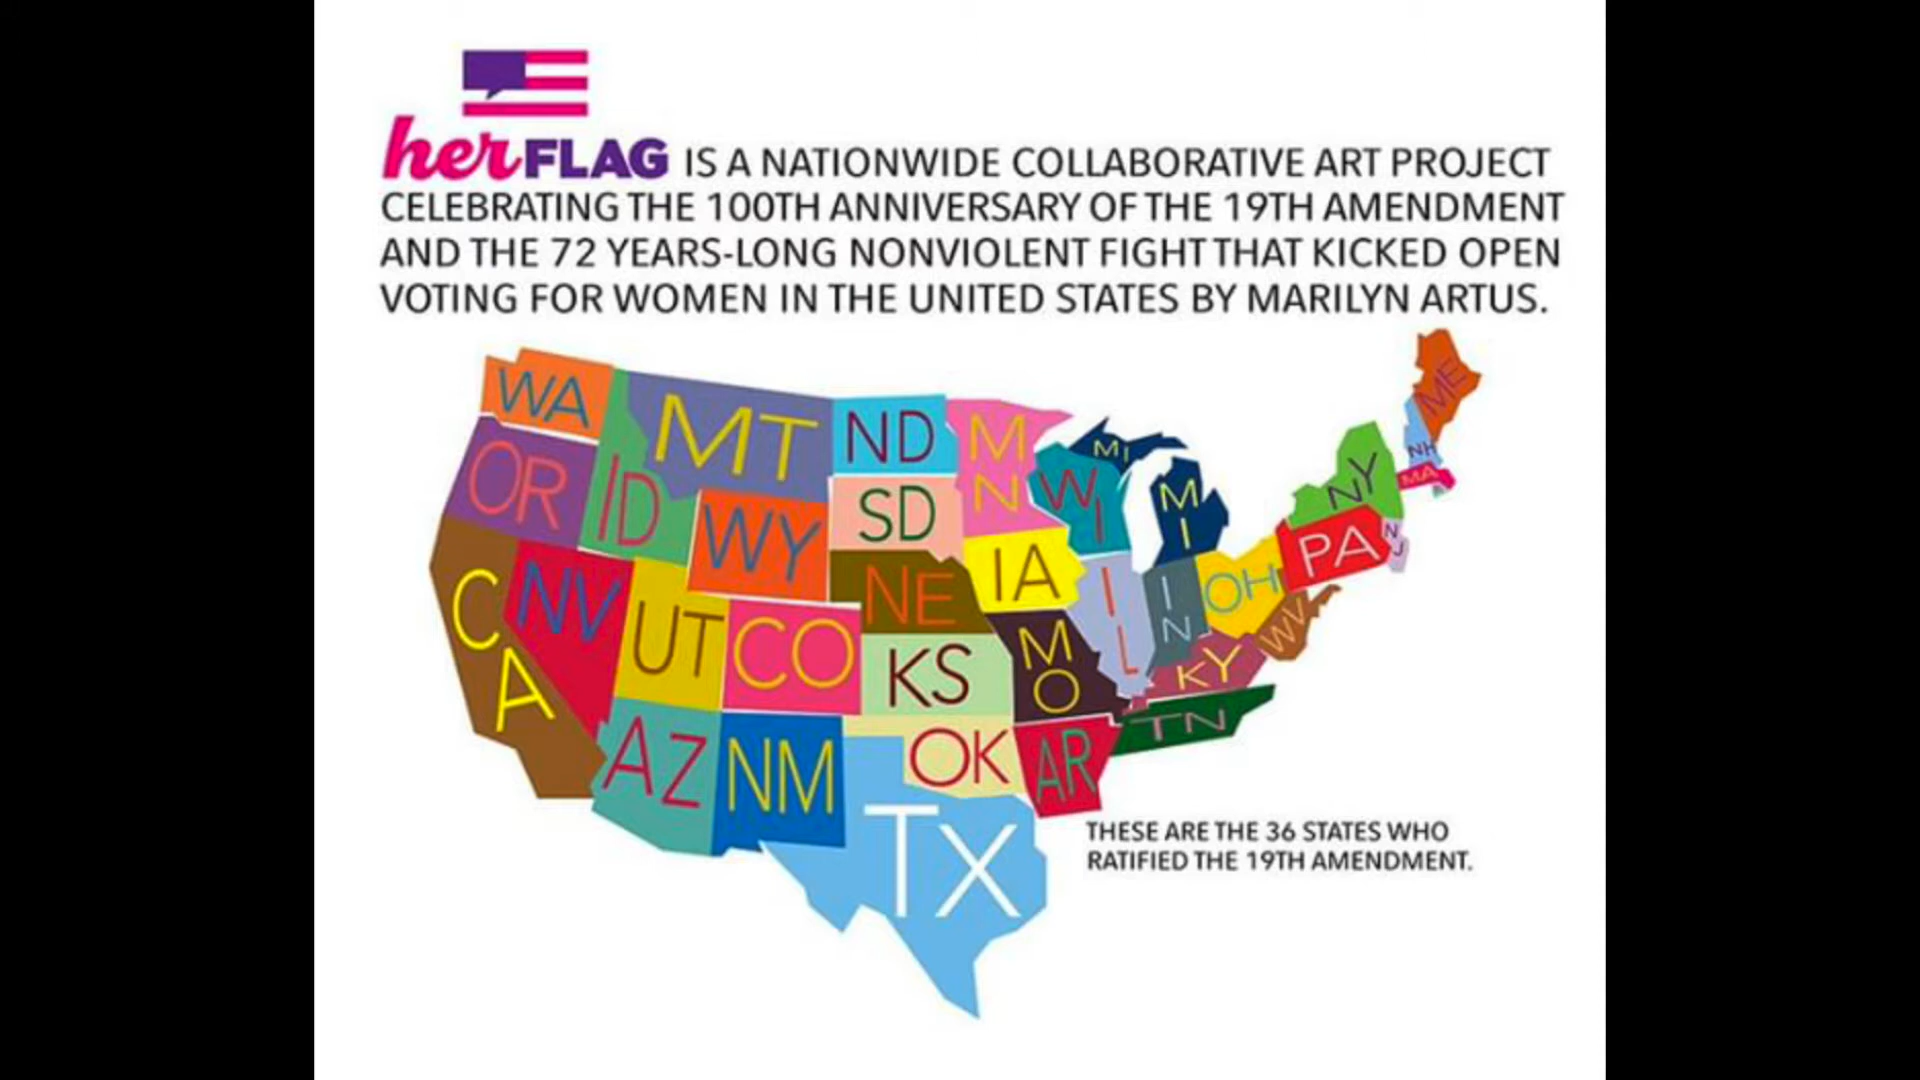 herFLAG IS A NATIONWIDE COLLABORATIVE ART PROJECT
CELEBRATING THE 100TH ANNIVERSARY OF THE 19TH AMENDMENT
AND THE 72 YEARS-LONG NONVIOLENT FIGHT THAT KICKED OPEN
VOTING FOR WOMEN IN THE UNITED STATES BY MARILYN ARTUS.
WA
MT
ND
MN
MI
ME
OR
ID
WY
SD
WI
MI
NY
NH
MA
CA
NV
UT
CO
NE
IA
IL
IN
OH
PA
NJ
KS
MO
KY
WV
AZ
NM
OK
AR
TN
TX
THESE ARE THE 36 STATES WHO
RATIFIED THE 19TH AMENDMENT.